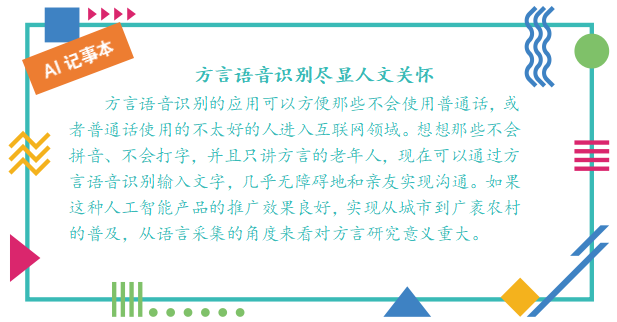 AI 记事本
方言语音识别尽显人文关怀
方言语音识别的应用可以方便那些不会使用普通话，或
者普通话使用的不太好的人进入互联网领域。想想那些不会
拼音、不会打字，并且只讲方言的老年人，现在可以通过方
言语音识别输入文字，几乎无障碍地和亲友实现沟通。如果
这种人工智能产品的推广效果良好，实现从城市到广袤农村
的普及，从语言采集的角度来看对方言研究意义重大。